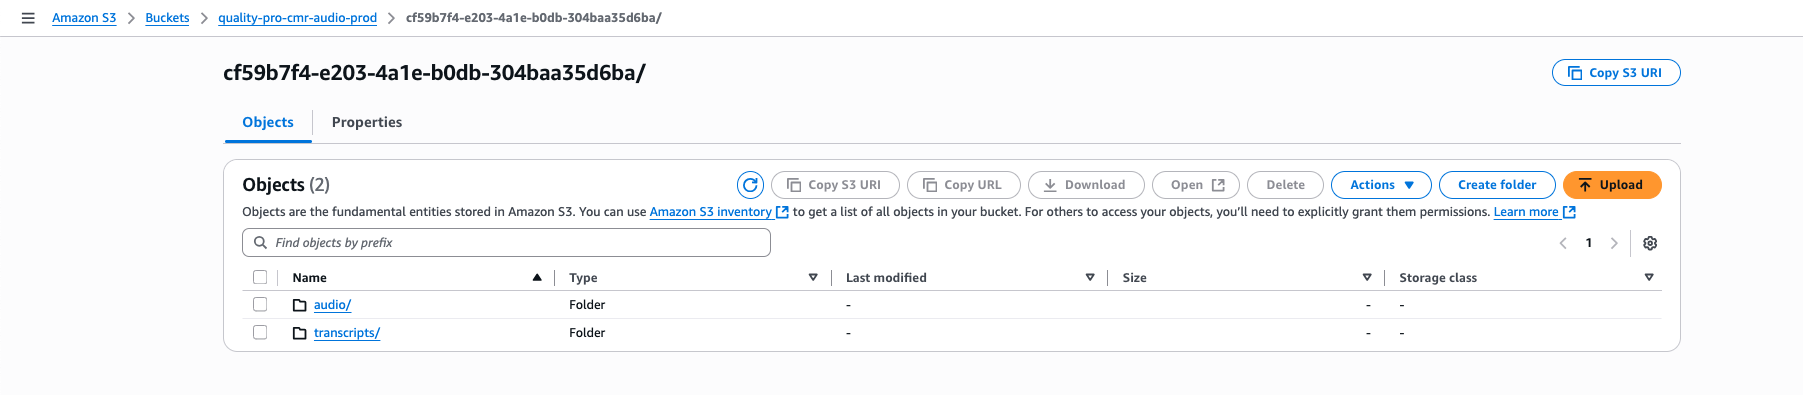 Amazon S3 > Buckets > quality-pro-cmr-audio-prod > cf59b7f4-e203-4a1e-b0db-304baa35d6ba/
cf59b7f4-e203-4a1e-b0db-304baa35d6ba/
Copy S3 URI
Objects Properties
Objects (2)
Copy S3 URI Copy URL Download Open Delete Actions Create folder Upload
Objects are the fundamental entities stored in Amazon S3. You can use Amazon S3 inventory to get a list of all objects in your bucket. For others to access your objects, you’ll need to explicitly grant them permissions. Learn more
Find objects by prefix
1
Name Type Last modified Size Storage class
audio/ Folder - - -
transcripts/ Folder - - -